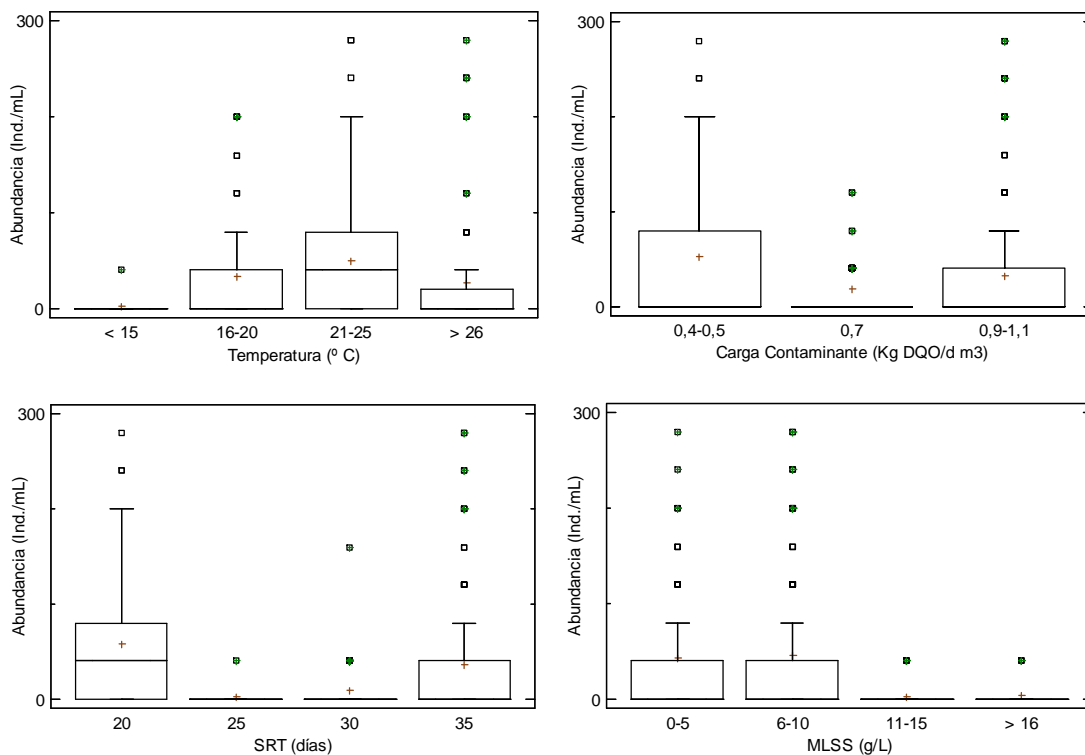 300
Abundancia (Ind./mL)
0
< 15 16-20 21-25 > 26
Temperatura (º C)
300
Abundancia (Ind./mL)
0
0,4-0,5 0,7 0,9-1,1
Carga Contaminante (Kg DQO/d m3)
300
Abundancia (Ind./mL)
0
20 25 30 35
SRT (días)
300
Abundancia (Ind./mL)
0
0-5 6-10 11-15 > 16
MLSS (g/L)